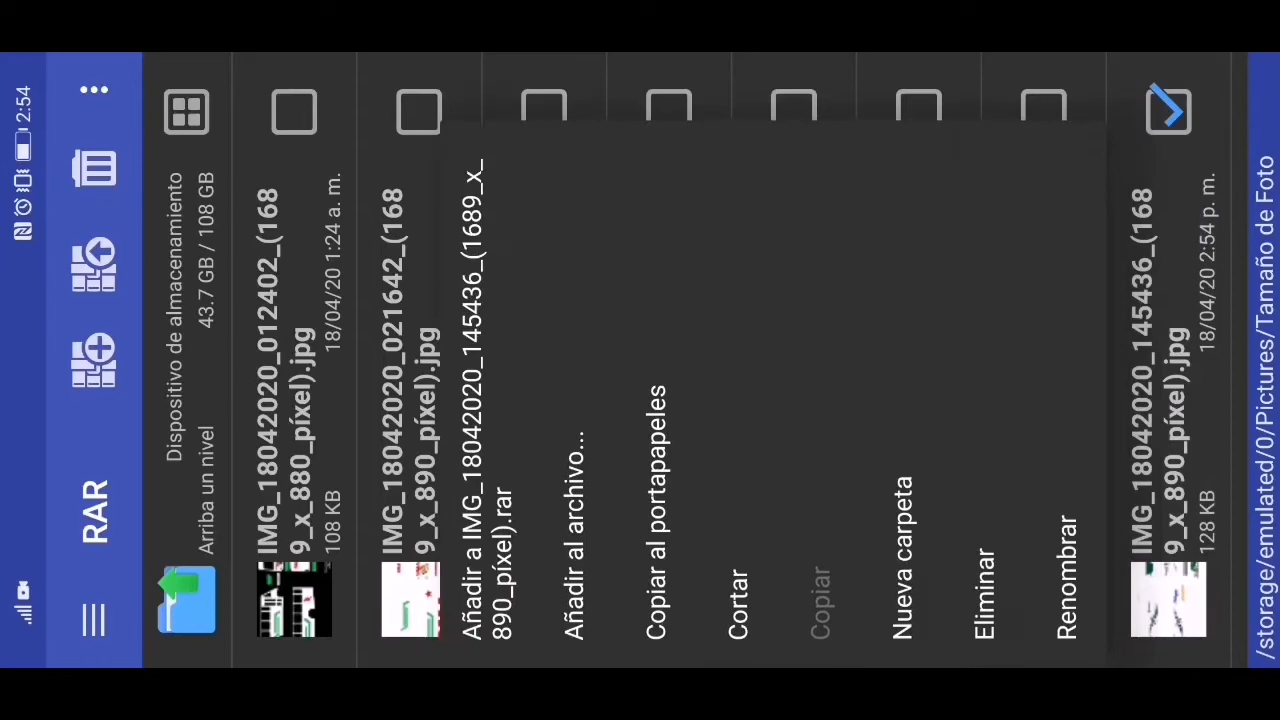 2:54
RAR
Dispositivo de almacenamiento
Arriba un nivel
43.7 GB / 108 GB
IMG_18042020_012402_(168
9_x_880_píxel).jpg
108 KB
18/04/20 1:24 a. m.
IMG_18042020_021642_(168
9_x_890_píxel).jpg
Añadir a IMG_18042020_145436_(1689_x_
890_píxel).rar
Añadir al archivo...
Copiar al portapapeles
Cortar
Copiar
Nueva carpeta
Eliminar
Renombrar
IMG_18042020_145436_(168
9_x_890_píxel).jpg
128 KB
18/04/20 2:54 p. m.
/storage/emulated/0/Pictures/Tamaño de Foto